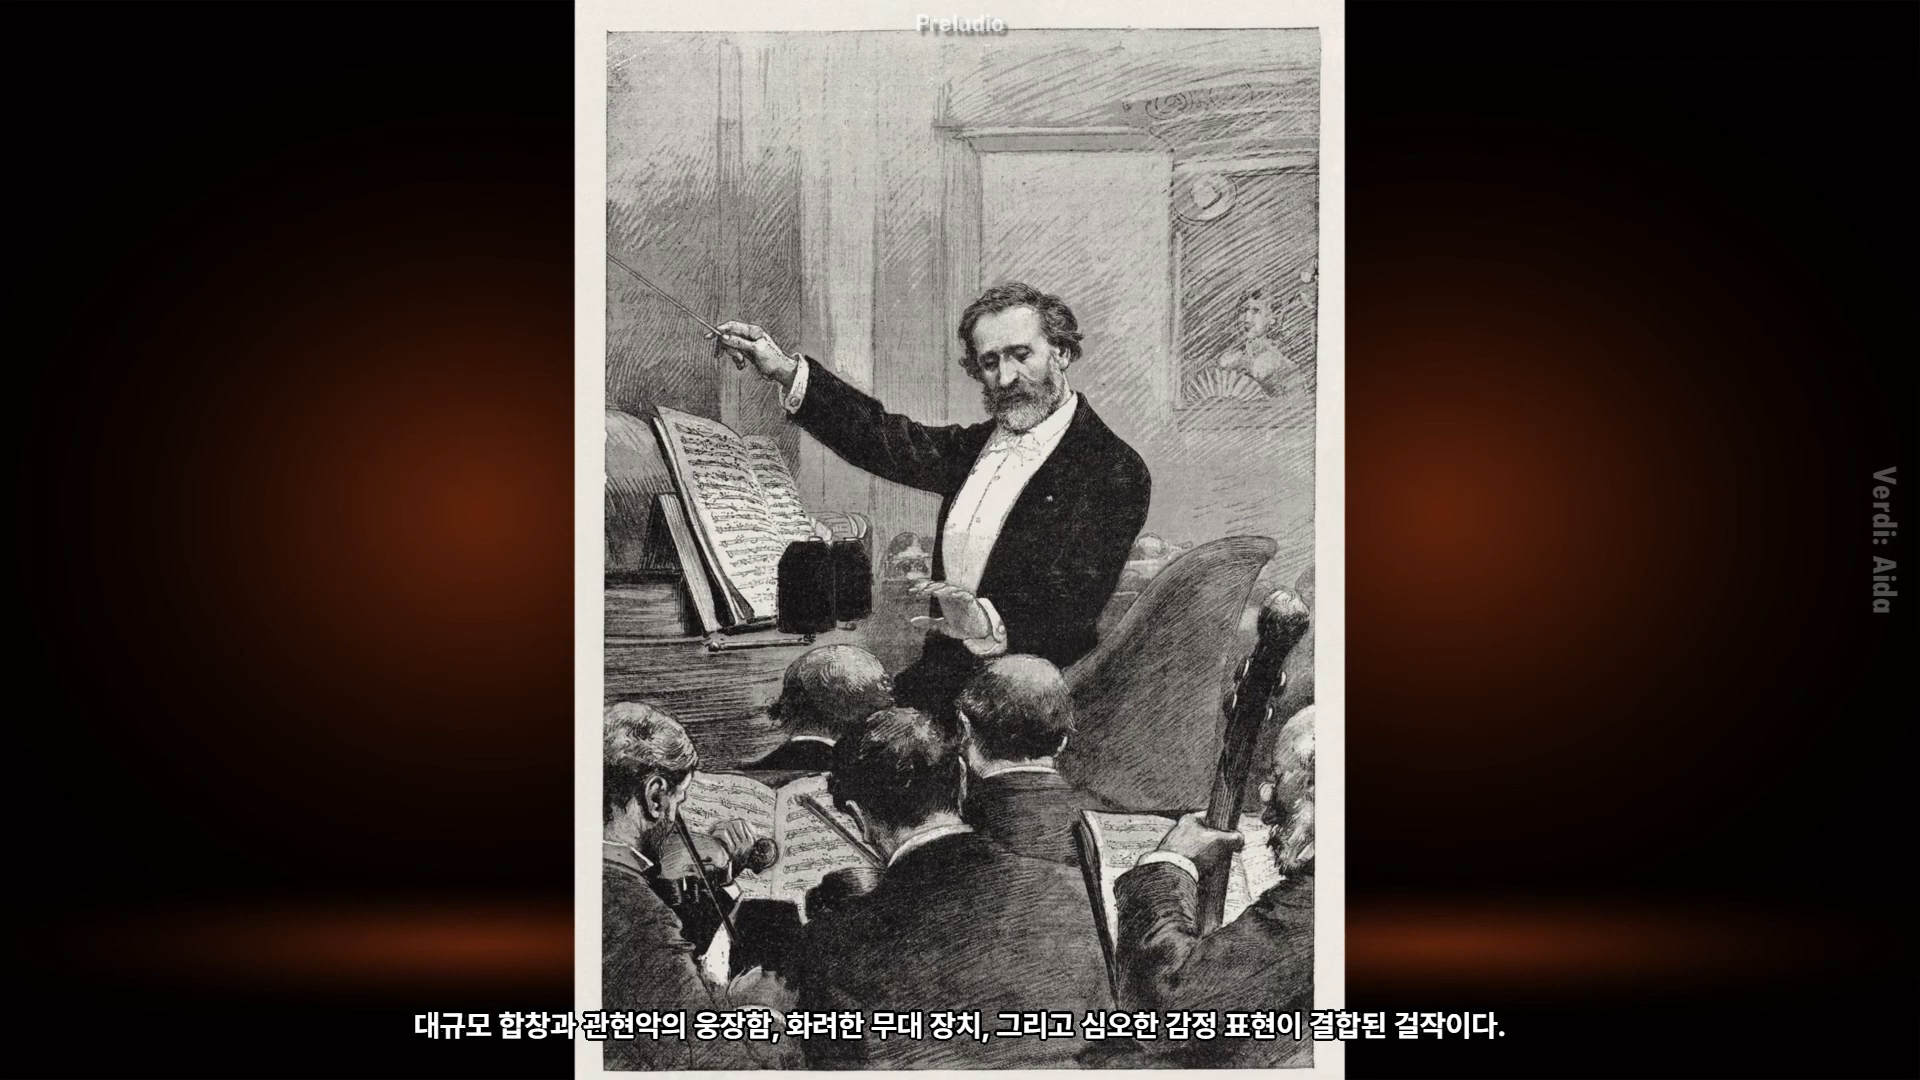 Preludio
Verdi: Aida
대규모 합창과 관현악의 웅장함, 화려한 무대 장치, 그리고 심오한 감정 표현이 결합된 걸작이다.